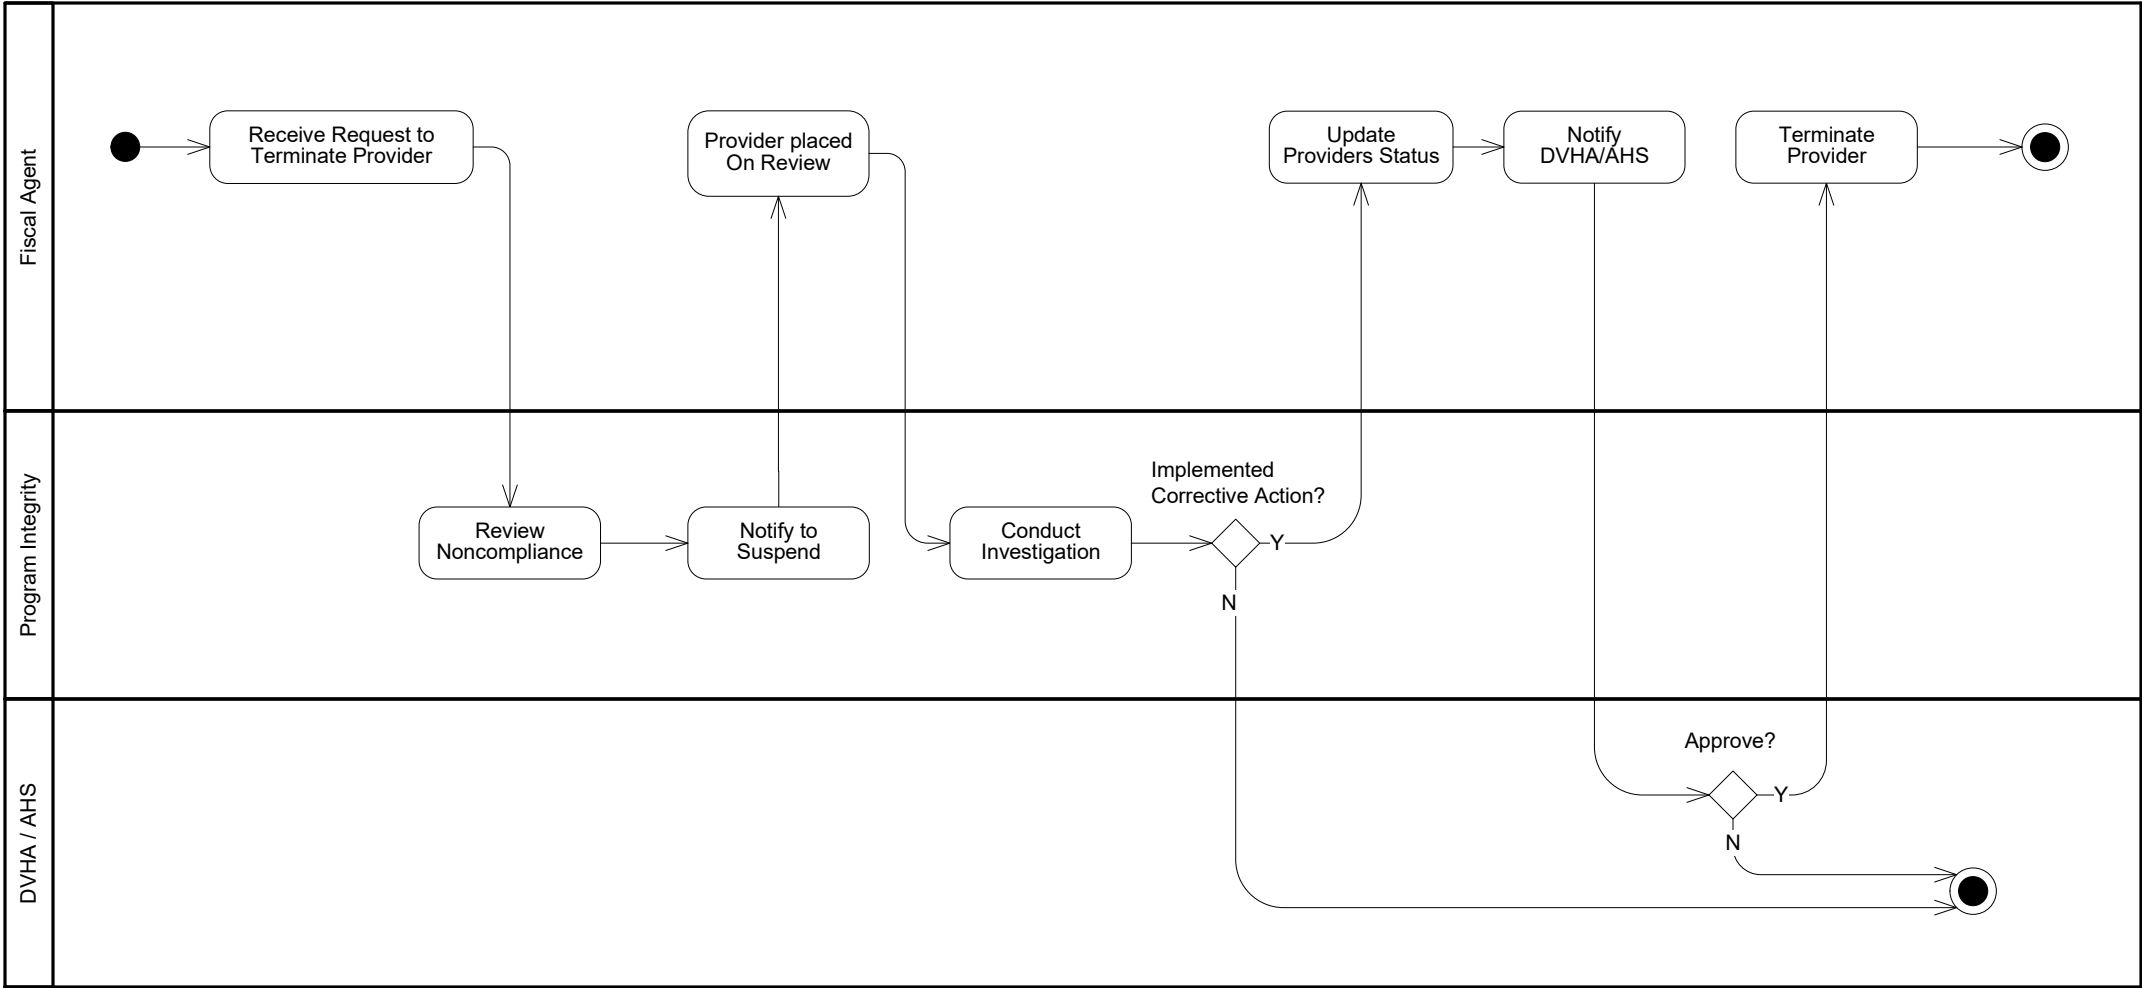 Fiscal Agent
Receive Request to
Terminate Provider
Provider placed
On Review
Update
Providers Status
Notify
DVHA/AHS
Terminate
Provider
Program Integrity
Review
Noncompliance
Notify to
Suspend
Conduct
Investigation
Implemented
Corrective Action?
Y
N
DVHA / AHS
Approve?
Y
N